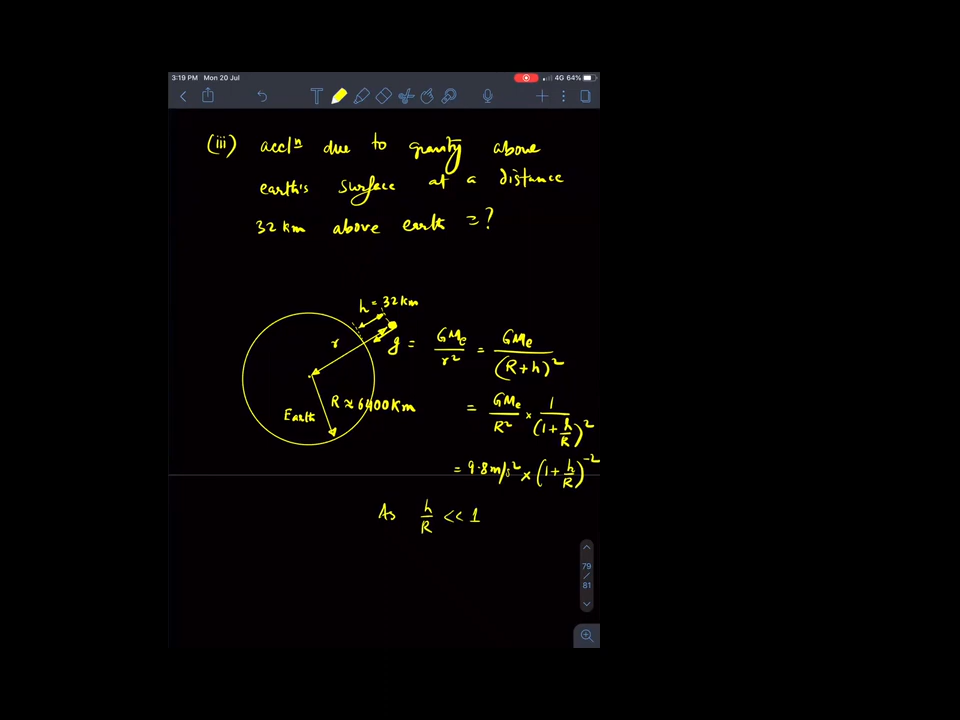 3:19 PM Mon 20 Jul
4G 64%
(iii) accl^n due to gravity above
earth's surface at a distance
32 km above earth = ?
h = 32 km
r
g = GMe/r² = GMe/(R+h)²
R ≈ 6400 Km
Earth
= GMe/R² × 1/(1+h/R)²
= 9.8 m/s² × (1+h/R)^-2
As h/R << 1
79
/
81